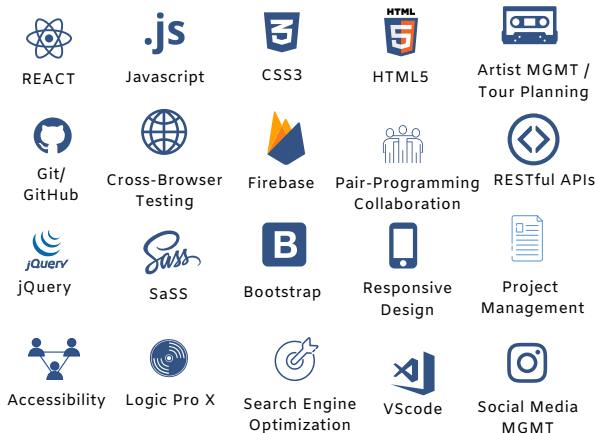 HTML
.js
REACT
Javascript
CSS3
HTML5
Artist MGMT /
Tour Planning
Git/
GitHub
Cross-Browser
Testing
Firebase
Pair-Programming
Collaboration
RESTful APIs
jQuery
jQuery
Sass
SaSS
B
Bootstrap
Responsive
Design
Project
Management
Accessibility
Logic Pro X
Search Engine
Optimization
VScode
Social Media
MGMT